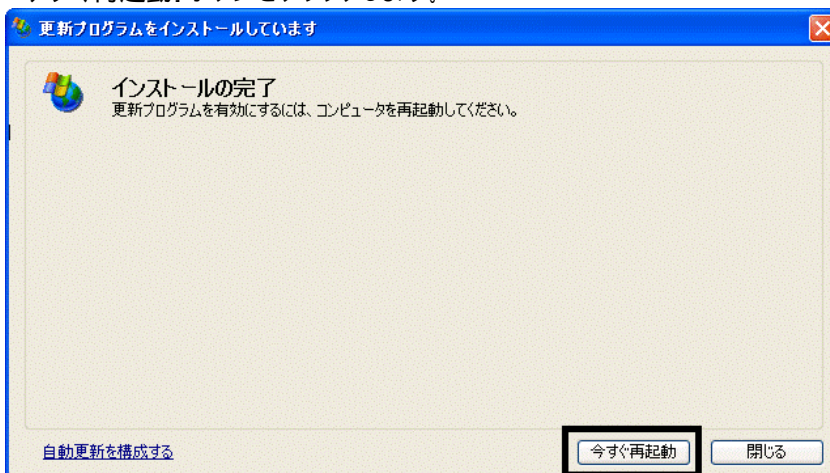 更新プログラムをインストールしています
インストールの完了
更新プログラムを有効にするには、コンピュータを再起動してください。
自動更新を構成する
今すぐ再起動
閉じる